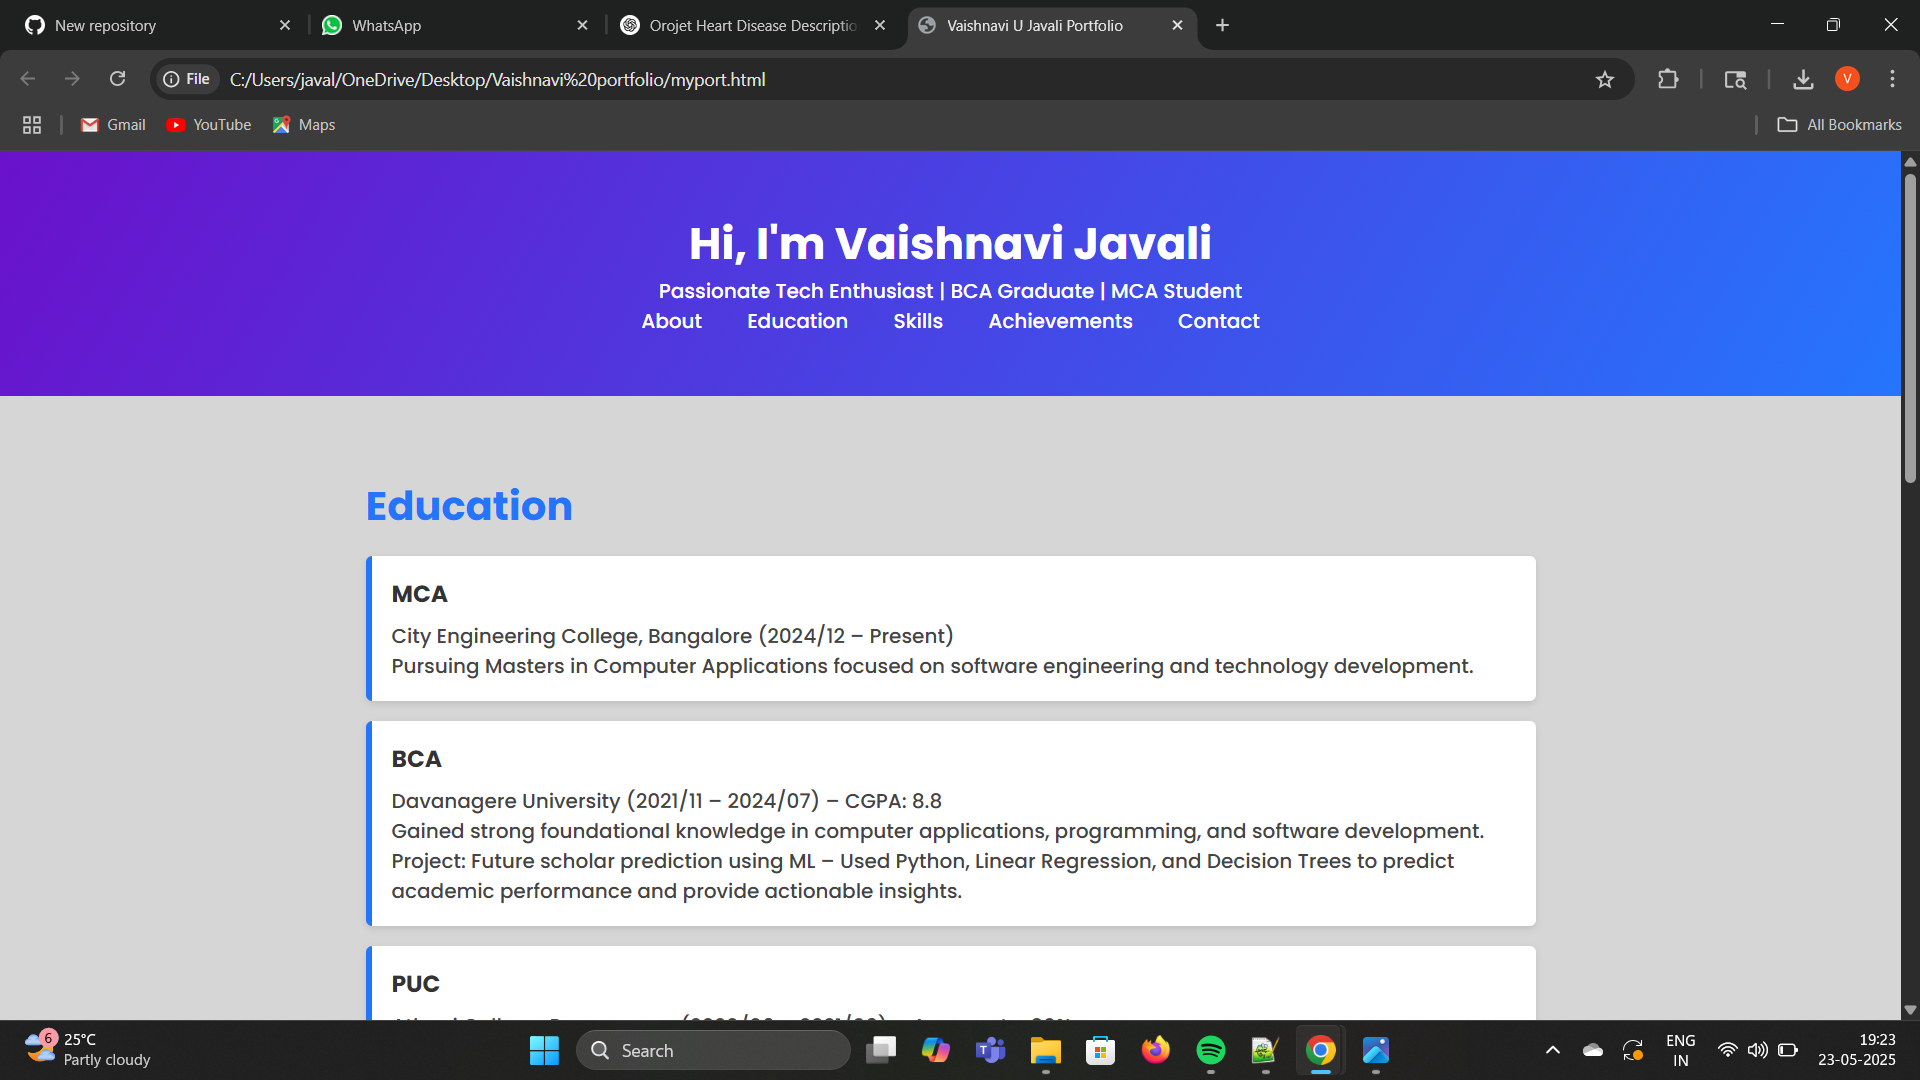 New repository
WhatsApp
Orojet Heart Disease Descriptio
Vaishnavi U Javali Portfolio
File
C:/Users/javal/OneDrive/Desktop/Vaishnavi%20portfolio/myport.html
V
Gmail
YouTube
Maps
All Bookmarks
Hi, I'm Vaishnavi Javali
Passionate Tech Enthusiast | BCA Graduate | MCA Student
About Education Skills Achievements Contact
Education
MCA
City Engineering College, Bangalore (2024/12 – Present)
Pursuing Masters in Computer Applications focused on software engineering and technology development.
BCA
Davanagere University (2021/11 – 2024/07) – CGPA: 8.8
Gained strong foundational knowledge in computer applications, programming, and software development.
Project: Future scholar prediction using ML – Used Python, Linear Regression, and Decision Trees to predict
academic performance and provide actionable insights.
PUC
6
25°C
Partly cloudy
Search
ENG
IN
19:23
23-05-2025